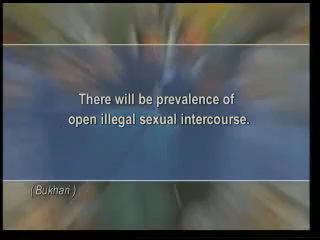 There will be prevalence of
open illegal sexual intercourse.
( Bukhari )